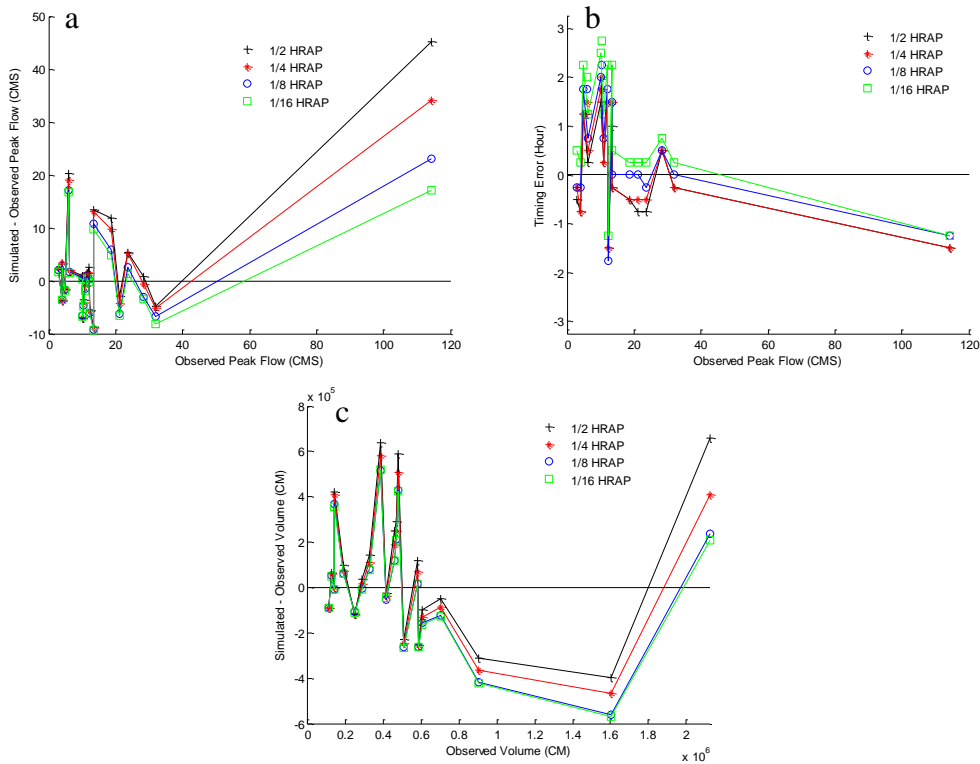 a
50
40
30
20
10
0
-10
0
20
40
60
80
100
120
Simulated - Observed Peak Flow (CMS)
Observed Peak Flow (CMS)
1/2 HRAP
1/4 HRAP
1/8 HRAP
1/16 HRAP
b
3
2
1
0
-1
-2
-3
0
20
40
60
80
100
120
Timing Error (Hour)
Observed Peak Flow (CMS)
1/2 HRAP
1/4 HRAP
1/8 HRAP
1/16 HRAP
c
x 10^5
8
6
4
2
0
-2
-4
-6
0
0.2
0.4
0.6
0.8
1
1.2
1.4
1.6
1.8
2
x 10^6
Simulated - Observed Volume (CM)
Observed Volume (CM)
1/2 HRAP
1/4 HRAP
1/8 HRAP
1/16 HRAP